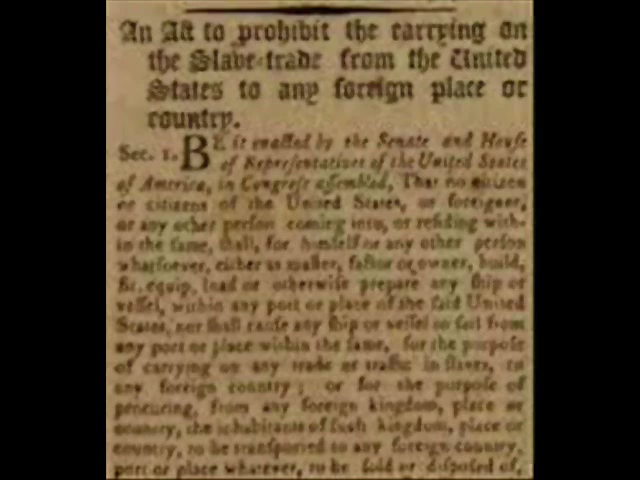 An Act to prohibit the carrying on
the Slave-trade from the United
States to any foreign place or
country.
Sec. 1. BE it enacted by the Senate and House
of Representatives of the United States
of America, in Congreſs aſſembled, That no citizen
or citizens of the United States, or foreigner,
or any other perſon coming into, or reſiding with-
in the ſame, ſhall, for himſelf or any other perſon
whatſoever, either as maſter, factor or owner, build,
fit, equip, load or otherwiſe prepare any ſhip or
veſſel, within any port or place of the ſaid United
States, nor ſhall cauſe any ſhip or veſſel to ſail from
any port or place within the ſame, for the purpoſe
of carrying on any trade or traffic in ſlaves, to
any foreign country; or for the purpoſe of
procuring, from any foreign kingdom, place or
country, the inhabitants of ſuch kingdom, place or
country, to be tranſported to any foreign country,
port or place whatever, to be ſold or diſpoſed of,